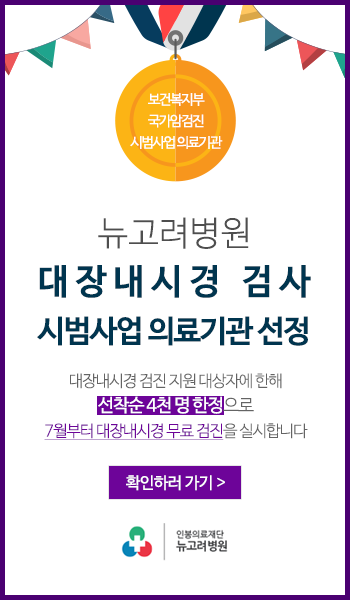 보건복지부
국가암검진
시범사업 의료기관
뉴고려병원
대장내시경 검사
시범사업 의료기관 선정
대장내시경 검진 지원 대상자에 한해
선착순 4천 명 한정으로
7월부터 대장내시경 무료 검진을 실시합니다
확인하러 가기 >
인봉의료재단
뉴고려병원